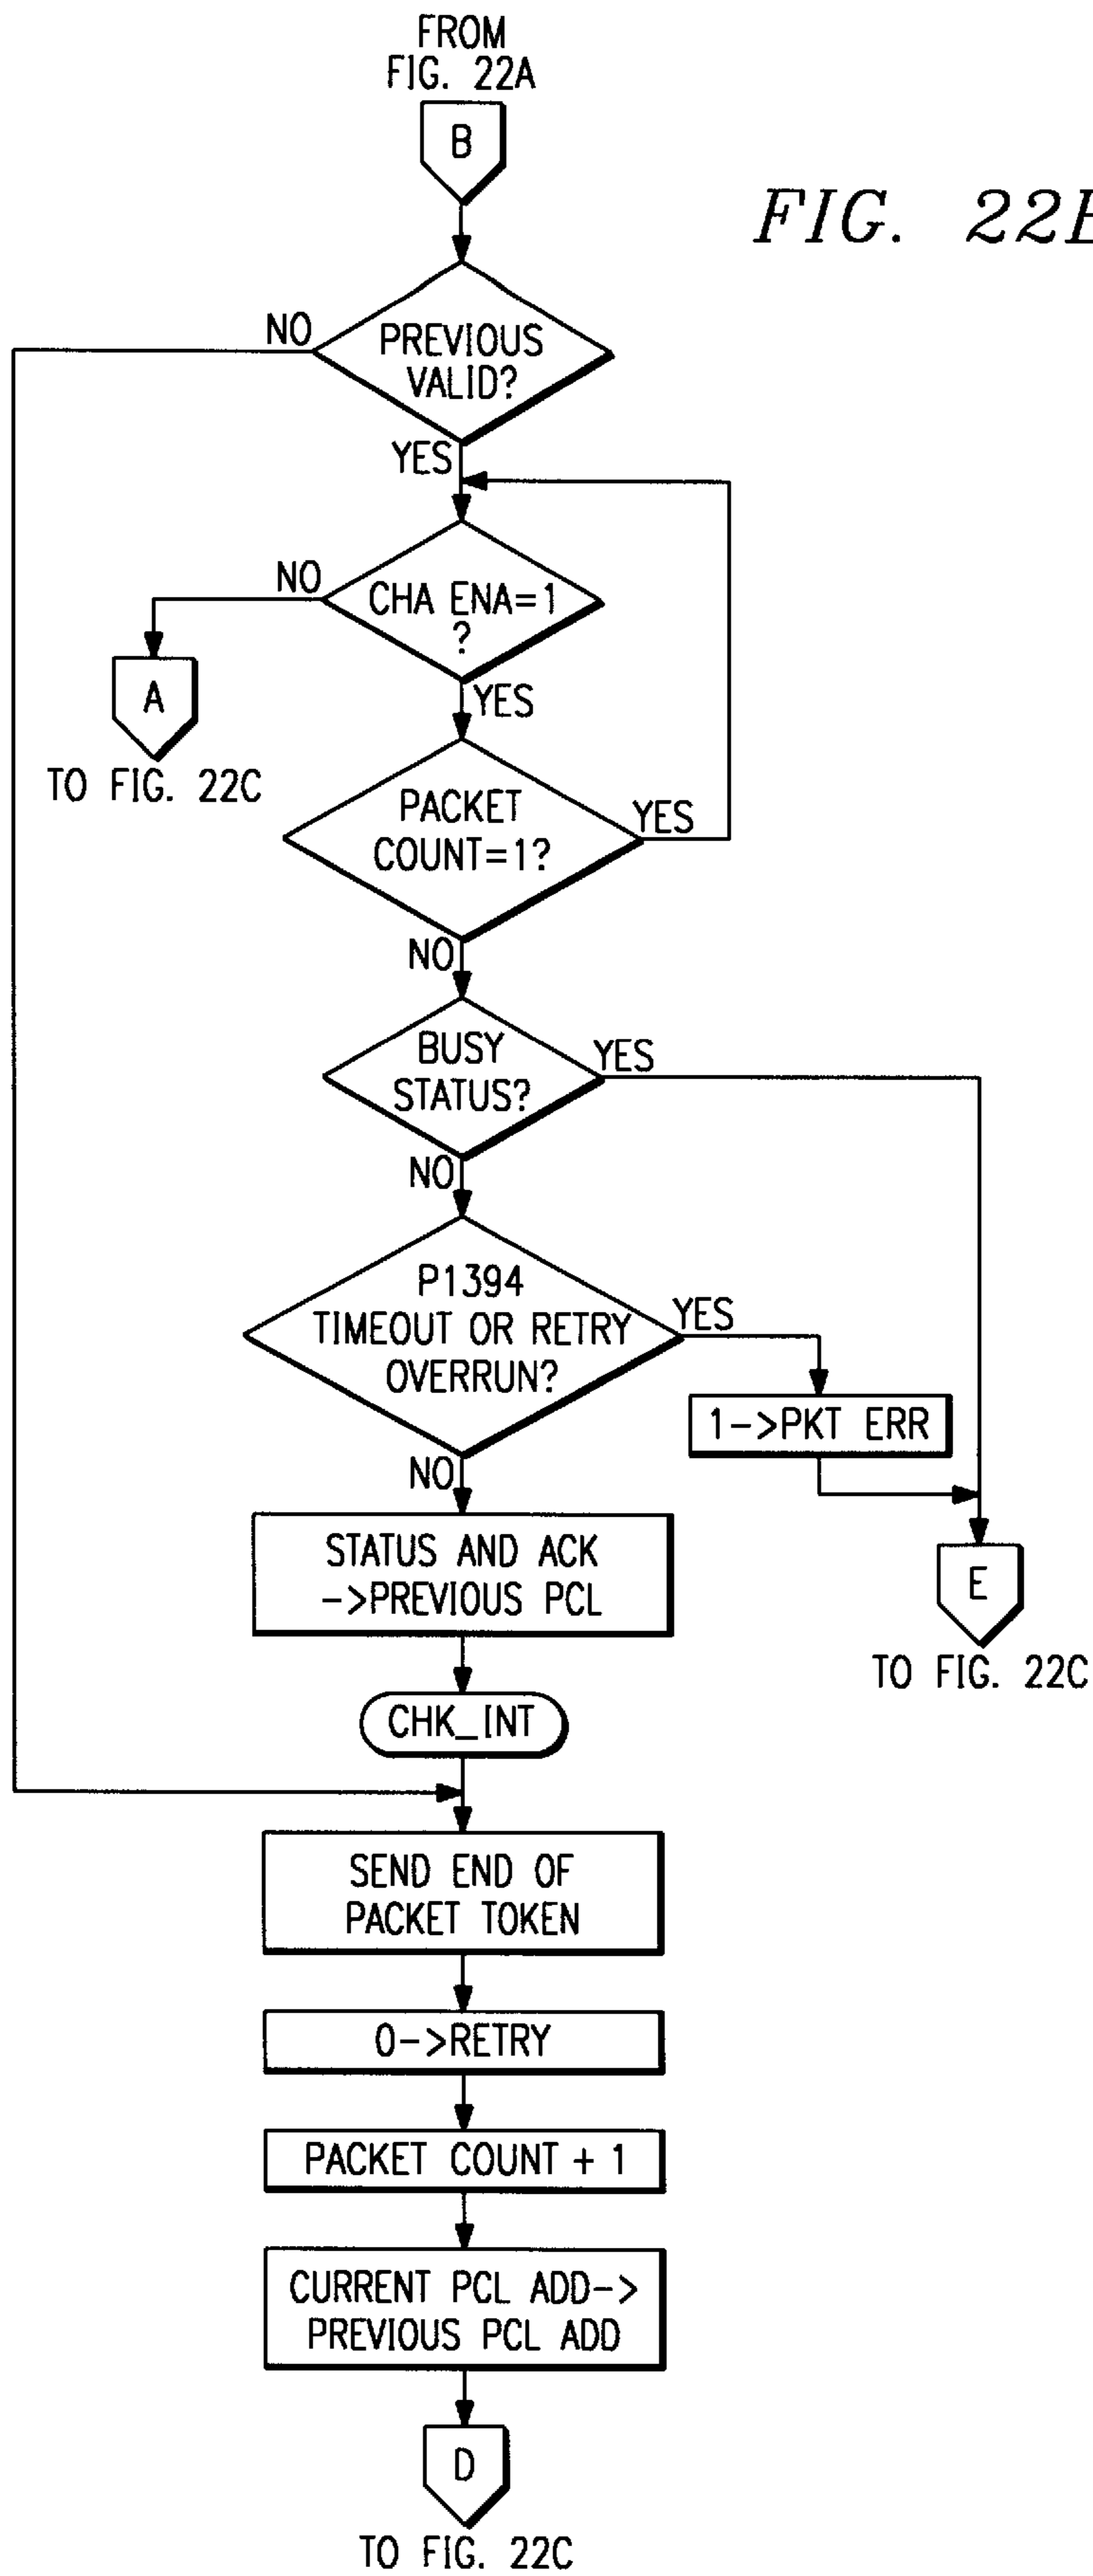 FROM
FIG. 22A
B
FIG. 22B
NO
PREVIOUS
VALID?
YES
NO
CHA ENA=1
?
A
YES
TO FIG. 22C
PACKET
COUNT=1?
YES
NO
BUSY
STATUS?
YES
NO
P1394
TIMEOUT OR RETRY
OVERRUN?
YES
1->PKT ERR
NO
STATUS AND ACK
->PREVIOUS PCL
E
TO FIG. 22C
CHK_INT
SEND END OF
PACKET TOKEN
0->RETRY
PACKET COUNT + 1
CURRENT PCL ADD->
PREVIOUS PCL ADD
D
TO FIG. 22C